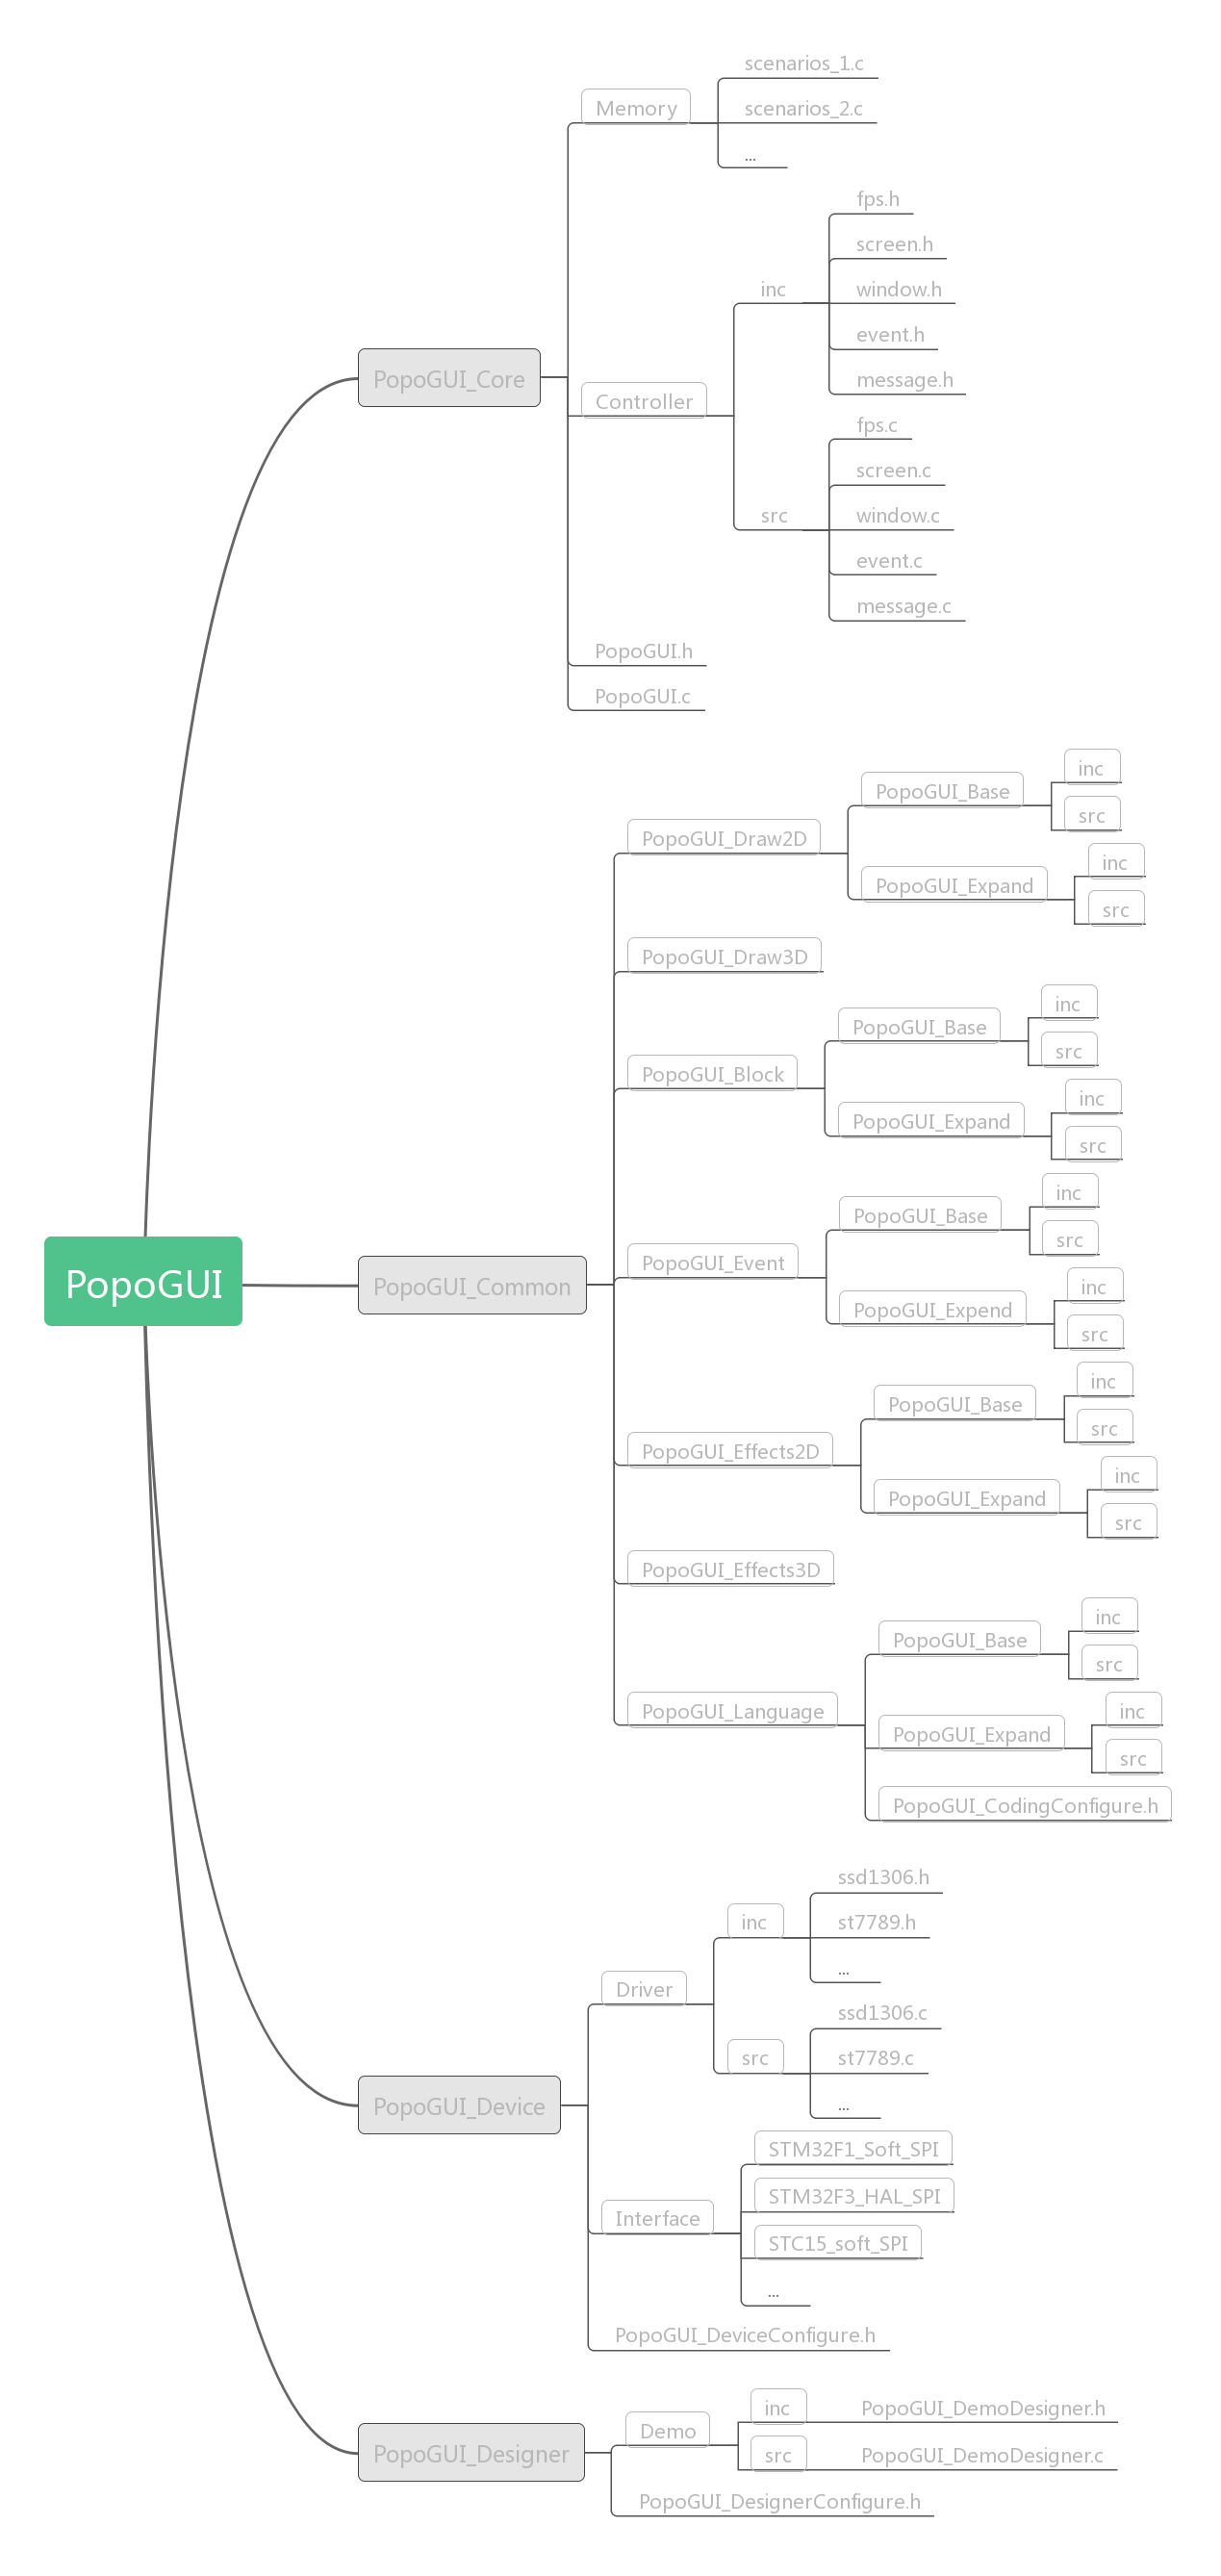 scenarios_1.c
Memory
scenarios_2.c
...
fps.h
screen.h
inc
window.h
event.h
PopoGUI_Core
message.h
Controller
fps.c
screen.c
src
window.c
event.c
message.c
PopoGUI.h
PopoGUI.c
inc
PopoGUI_Base
src
PopoGUI_Draw2D
inc
PopoGUI_Expand
src
PopoGUI_Draw3D
inc
PopoGUI_Base
src
PopoGUI_Block
inc
PopoGUI_Expand
src
inc
PopoGUI_Base
src
PopoGUI_Event
PopoGUI
PopoGUI_Common
inc
PopoGUI_Expend
src
inc
PopoGUI_Base
src
PopoGUI_Effects2D
inc
PopoGUI_Expand
src
PopoGUI_Effects3D
inc
PopoGUI_Base
src
PopoGUI_Language
inc
PopoGUI_Expand
src
PopoGUI_CodingConfigure.h
ssd1306.h
inc
st7789.h
...
Driver
ssd1306.c
src
st7789.c
...
PopoGUI_Device
STM32F1_Soft_SPI
STM32F3_HAL_SPI
Interface
STC15_soft_SPI
...
PopoGUI_DeviceConfigure.h
inc
PopoGUI_DemoDesigner.h
Demo
PopoGUI_Designer
src
PopoGUI_DemoDesigner.c
PopoGUI_DesignerConfigure.h